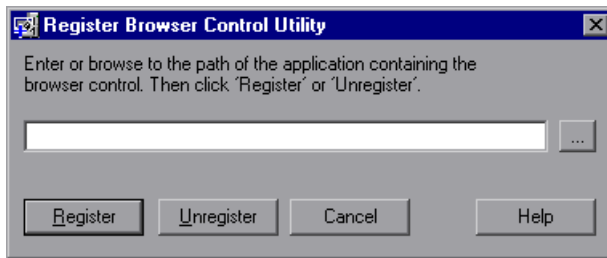 Register Browser Control Utility
Enter or browse to the path of the application containing the
browser control. Then click ´Register´ or ´Unregister´.
...
Register Unregister Cancel Help